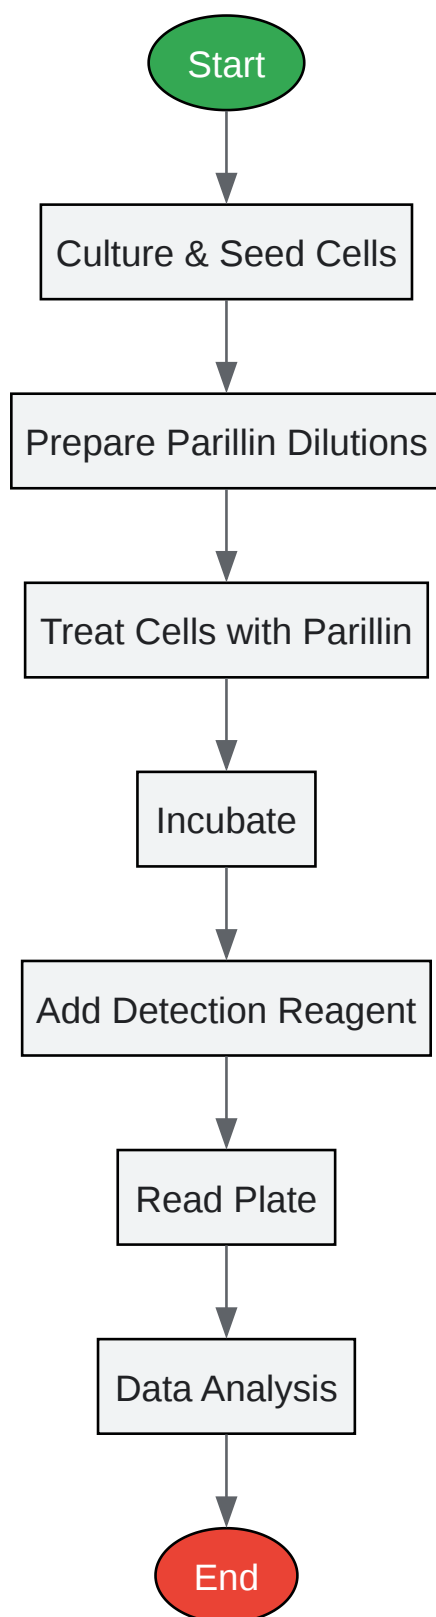 Start
Culture & Seed Cells
Prepare Parillin Dilutions
Treat Cells with Parillin
Incubate
Add Detection Reagent
Read Plate
Data Analysis
End